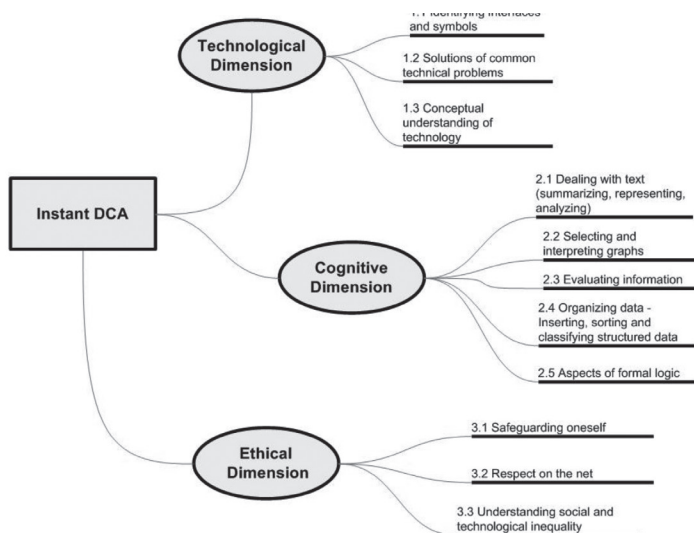 1.1 Identifying interfaces
and symbols
Technological
Dimension
1.2 Solutions of common
technical problems
1.3 Conceptual
understanding of
technology
Instant DCA
2.1 Dealing with text
(summarizing, representing,
analyzing)
2.2 Selecting and
interpreting graphs
Cognitive
Dimension
2.3 Evaluating information
2.4 Organizing data -
Inserting, sorting and
classifying structured data
2.5 Aspects of formal logic
3.1 Safeguarding oneself
Ethical
Dimension
3.2 Respect on the net
3.3 Understanding social and
technological inequality